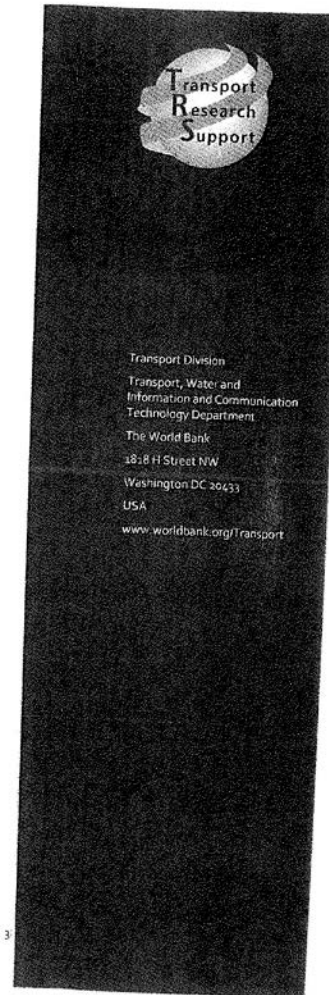 Transport
Research
Support
Transport Division
Transport, Water and
Information and Communication
Technology Department
The World Bank
1818 H Street NW
Washington DC 20433
USA
www.worldbank.org/Transport
3